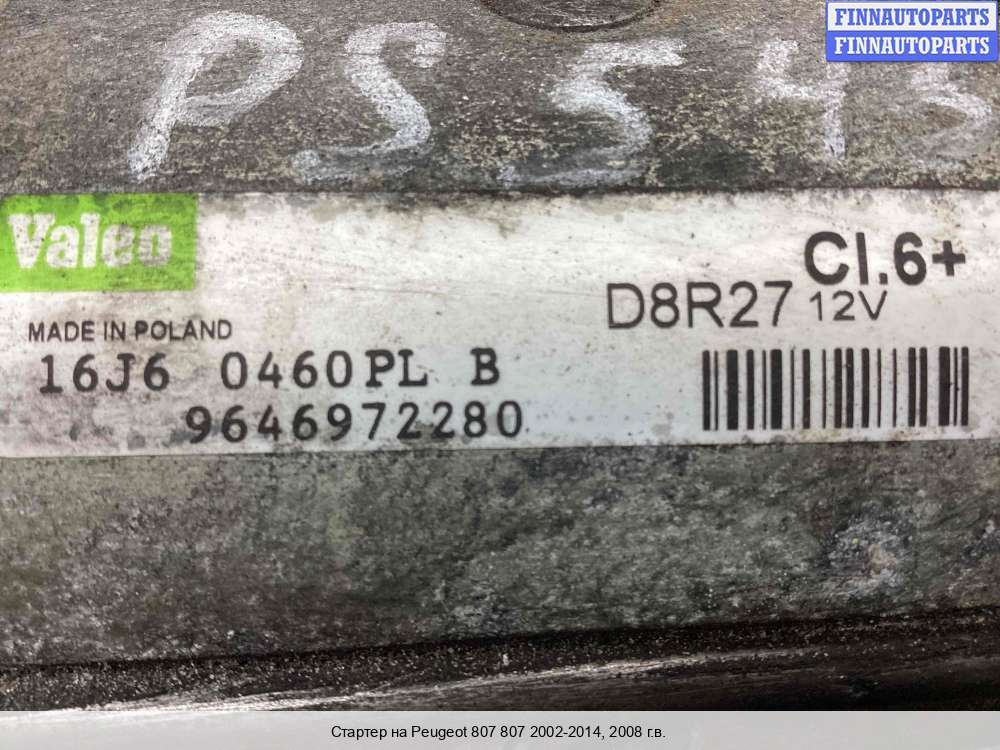 FINNAUTOPARTS
FINNAUTOPARTS
PS 543
Valeo
Cl.6+
D8R27 12V
MADE IN POLAND
16J6 0460PL B
9646972280
Стартер на Peugeot 807 807 2002-2014, 2008 г.в.